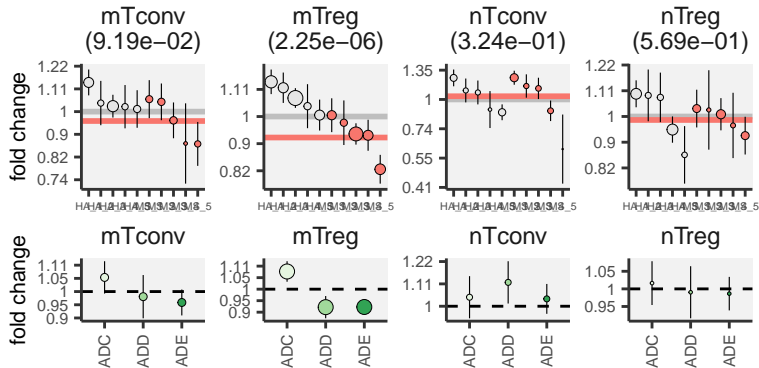 mTconv
(9.19e−02)
mTreg
(2.25e−06)
nTconv
(3.24e−01)
nTreg
(5.69e−01)
fold change
1.22
1.11
1
0.9
0.82
0.74
1.11
1
0.9
0.82
1.35
1
0.74
0.55
0.41
1.22
1.11
1
0.9
0.82
mTconv
mTreg
nTconv
nTreg
fold change
1.11
1.05
1
0.95
0.9
1.11
1.05
1
0.95
0.9
1.22
1.11
1
1.05
1
0.95
ADC
ADD
ADE
ADC
ADD
ADE
ADC
ADD
ADE
ADC
ADD
ADE